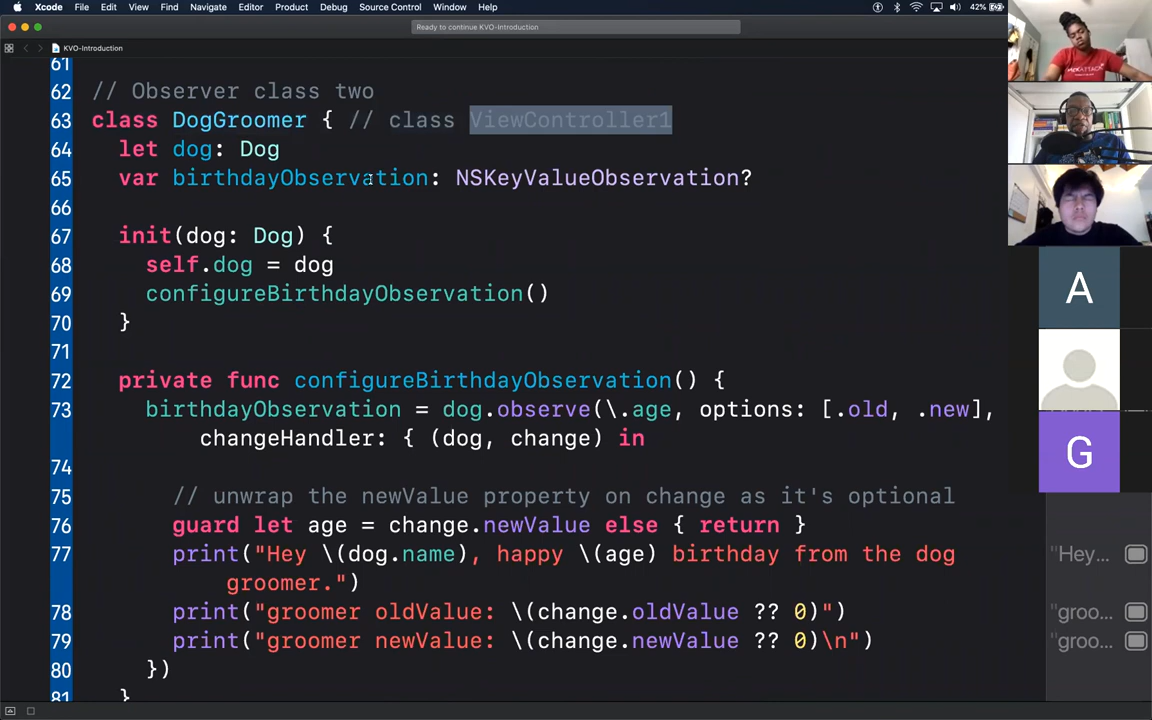 Xcode File Edit View Find Navigate Editor Product Debug Source Control Window Help 42%
Ready to continue KVO-Introduction
KVO-Introduction
61
62 // Observer class two
63 class DogGroomer { // class ViewController1
64 let dog: Dog
65 var birthdayObservation: NSKeyValueObservation?
66
67 init(dog: Dog) {
68 self.dog = dog
69 configureBirthdayObservation()
70 }
71
72 private func configureBirthdayObservation() {
73 birthdayObservation = dog.observe(\.age, options: [.old, .new],
changeHandler: { (dog, change) in
74
75 // unwrap the newValue property on change as it's optional
76 guard let age = change.newValue else { return }
77 print("Hey \(dog.name), happy \(age) birthday from the dog
groomer.")
78 print("groomer oldValue: \(change.oldValue ?? 0)")
79 print("groomer newValue: \(change.newValue ?? 0)\n")
80 })
81 }
"Hey...
"groo...
"groo...
A
G